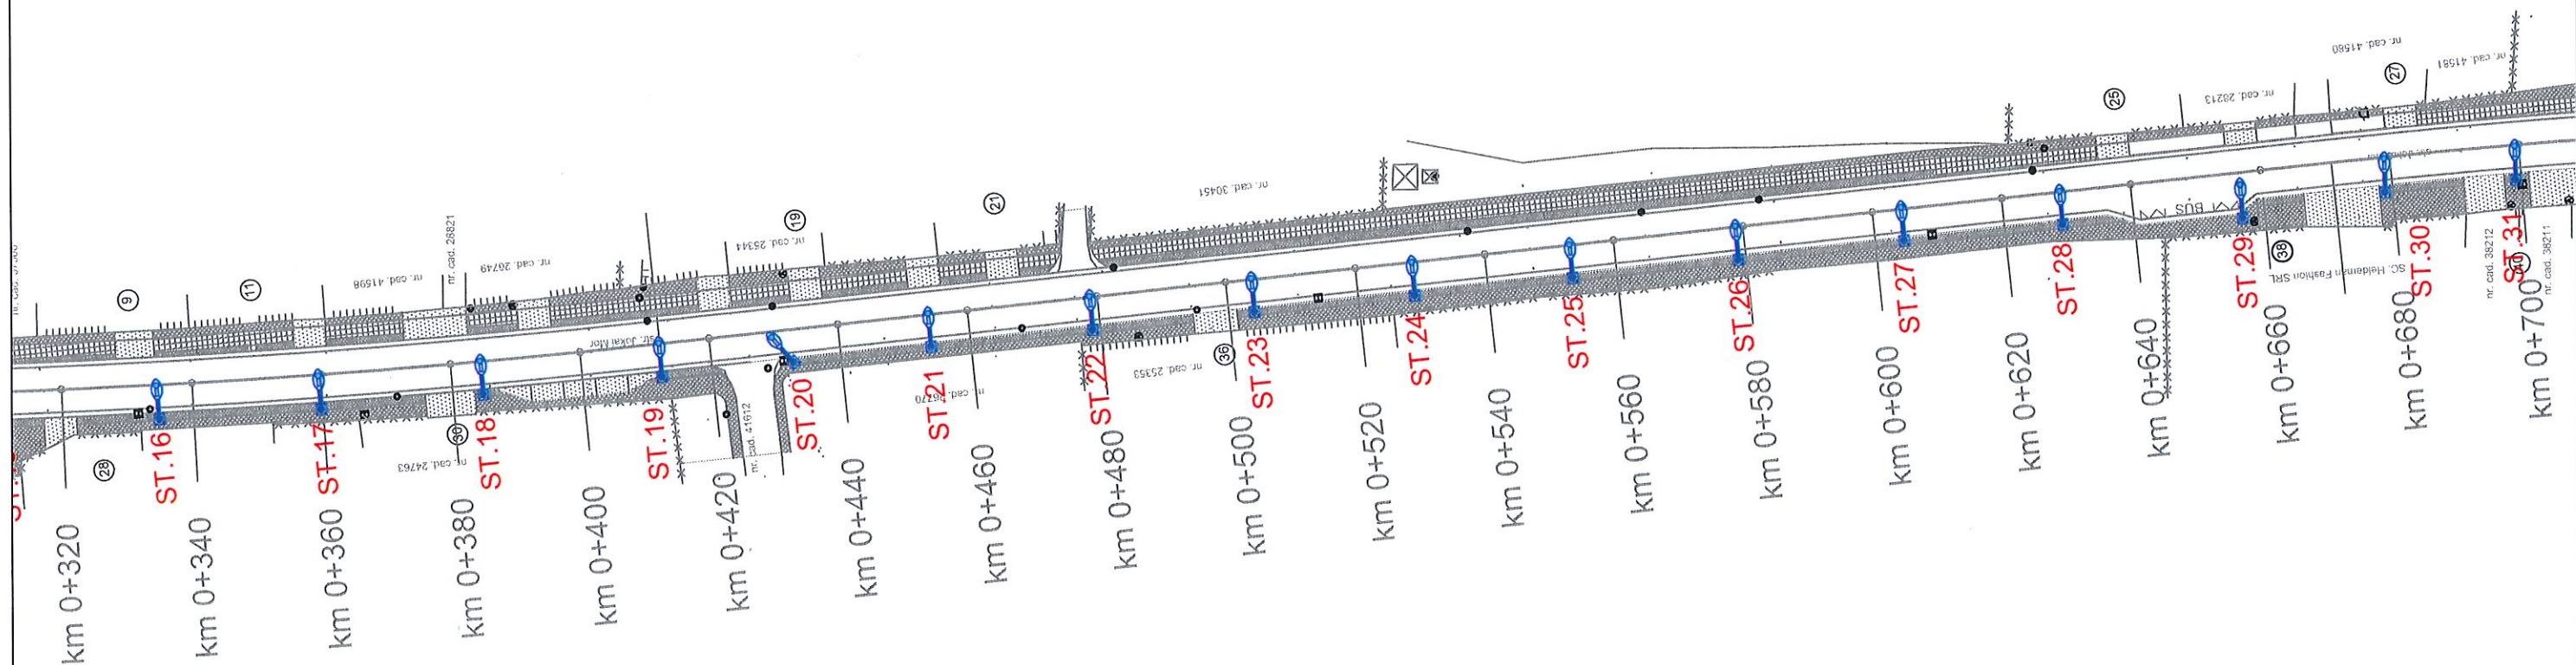 nr. cad. 41580
27
nr. cad. 41581
25
nr. cad. 28213
nr. cad. 30451
21
19
nr. cad. 25344
nr. cad. 26821
nr. cad. 26749
nr. cad. 41598
11
9
str. Jokai Mor
BUS
28
ST.16
ST.17
30
nr. cad. 24763
ST.18
ST.19
nr. cad. 41612
ST.20
ST.21
ST.22
nr. cad. 25353
36
ST.23
ST.24
ST.25
ST.26
ST.27
ST.28
ST.29
38
SC. Heideman Fashion SRL
ST.30
nr. cad. 38212
ST.31
nr. cad. 38211
km 0+320
km 0+340
km 0+360
km 0+380
km 0+400
km 0+420
km 0+440
km 0+460
km 0+480
km 0+500
km 0+520
km 0+540
km 0+560
km 0+580
km 0+600
km 0+620
km 0+640
km 0+660
km 0+680
km 0+700